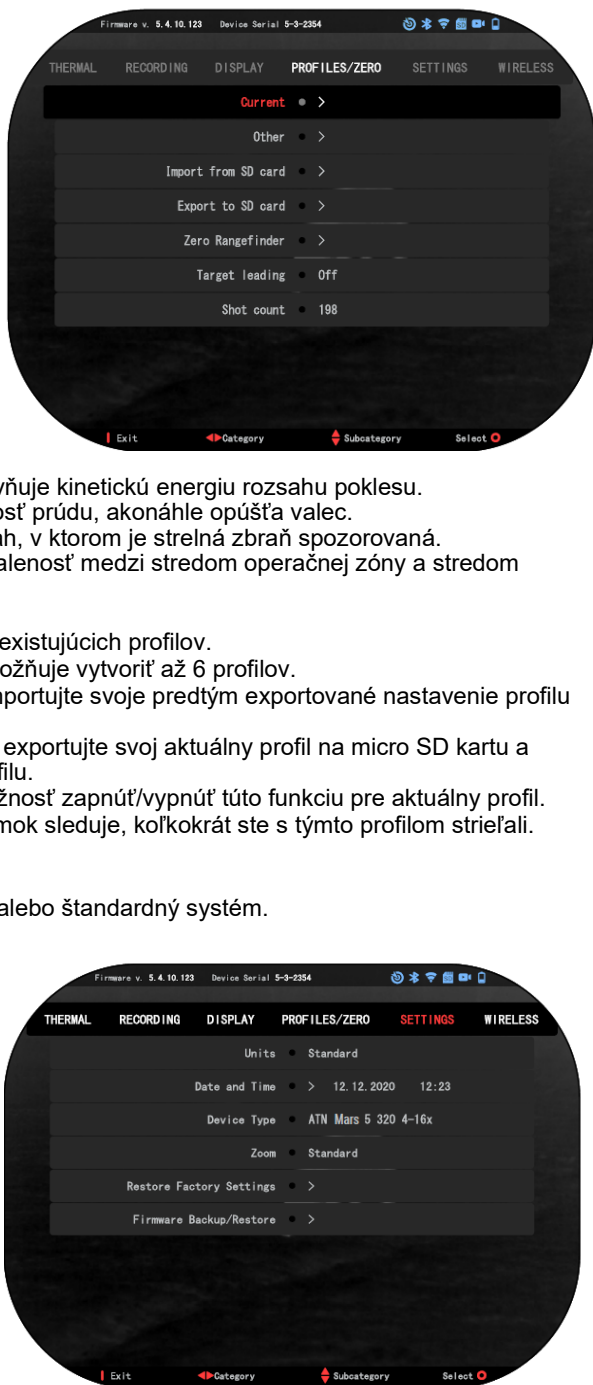 Firmware v. 5.4.10.123 Device Serial 5-3-2354
THERMAL RECORDING DISPLAY PROFILES/ZERO SETTINGS WIRELESS
Current >
Other >
Import from SD card >
Export to SD card >
Zero Rangefinder >
Target leading Off
Shot count 198
Exit Category Subcategory Select
yňuje kinetickú energiu rozsahu poklesu.
osť prúdu, akonáhle opúšťa valec.
ah, v ktorom je strelná zbraň spozorovaná.
alenosť medzi stredom operačnej zóny a stredom
existujúcich profilov.
ožňuje vytvoriť až 6 profilov.
nportujte svoje predtým exportované nastavenie profilu
exportujte svoj aktuálny profil na micro SD kartu a
filu.
žnosť zapnúť/vypnúť túto funkciu pre aktuálny profil.
mok sleduje, koľkokrát ste s týmto profilom strieľali.
alebo štandardný systém.
Firmware v. 5.4.10.123 Device Serial 5-3-2354
THERMAL RECORDING DISPLAY PROFILES/ZERO SETTINGS WIRELESS
Units Standard
Date and Time > 12.12.2020 12:23
Device Type ATN Mars 5 320 4-16x
Zoom Standard
Restore Factory Settings >
Firmware Backup/Restore >
Exit Category Subcategory Select